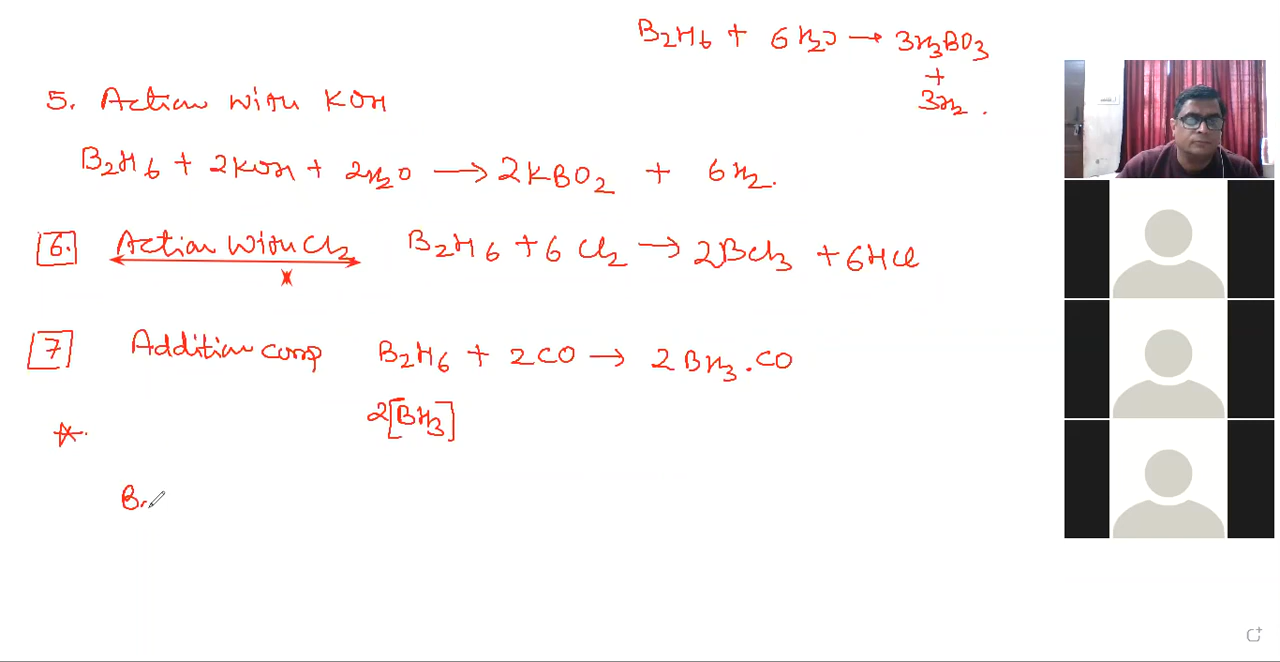 B₂H₆ + 6H₂O → 3H₃BO₃
+
3H₂.
5. Action with KOH
B₂H₆ + 2KOH + 2H₂O → 2KBO₂ + 6H₂.
6. Action With Cl₂ B₂H₆ + 6Cl₂ → 2BCl₃ + 6HCl
7 Addition comp B₂H₆ + 2CO → 2BH₃.CO
2[BH₃]
B.